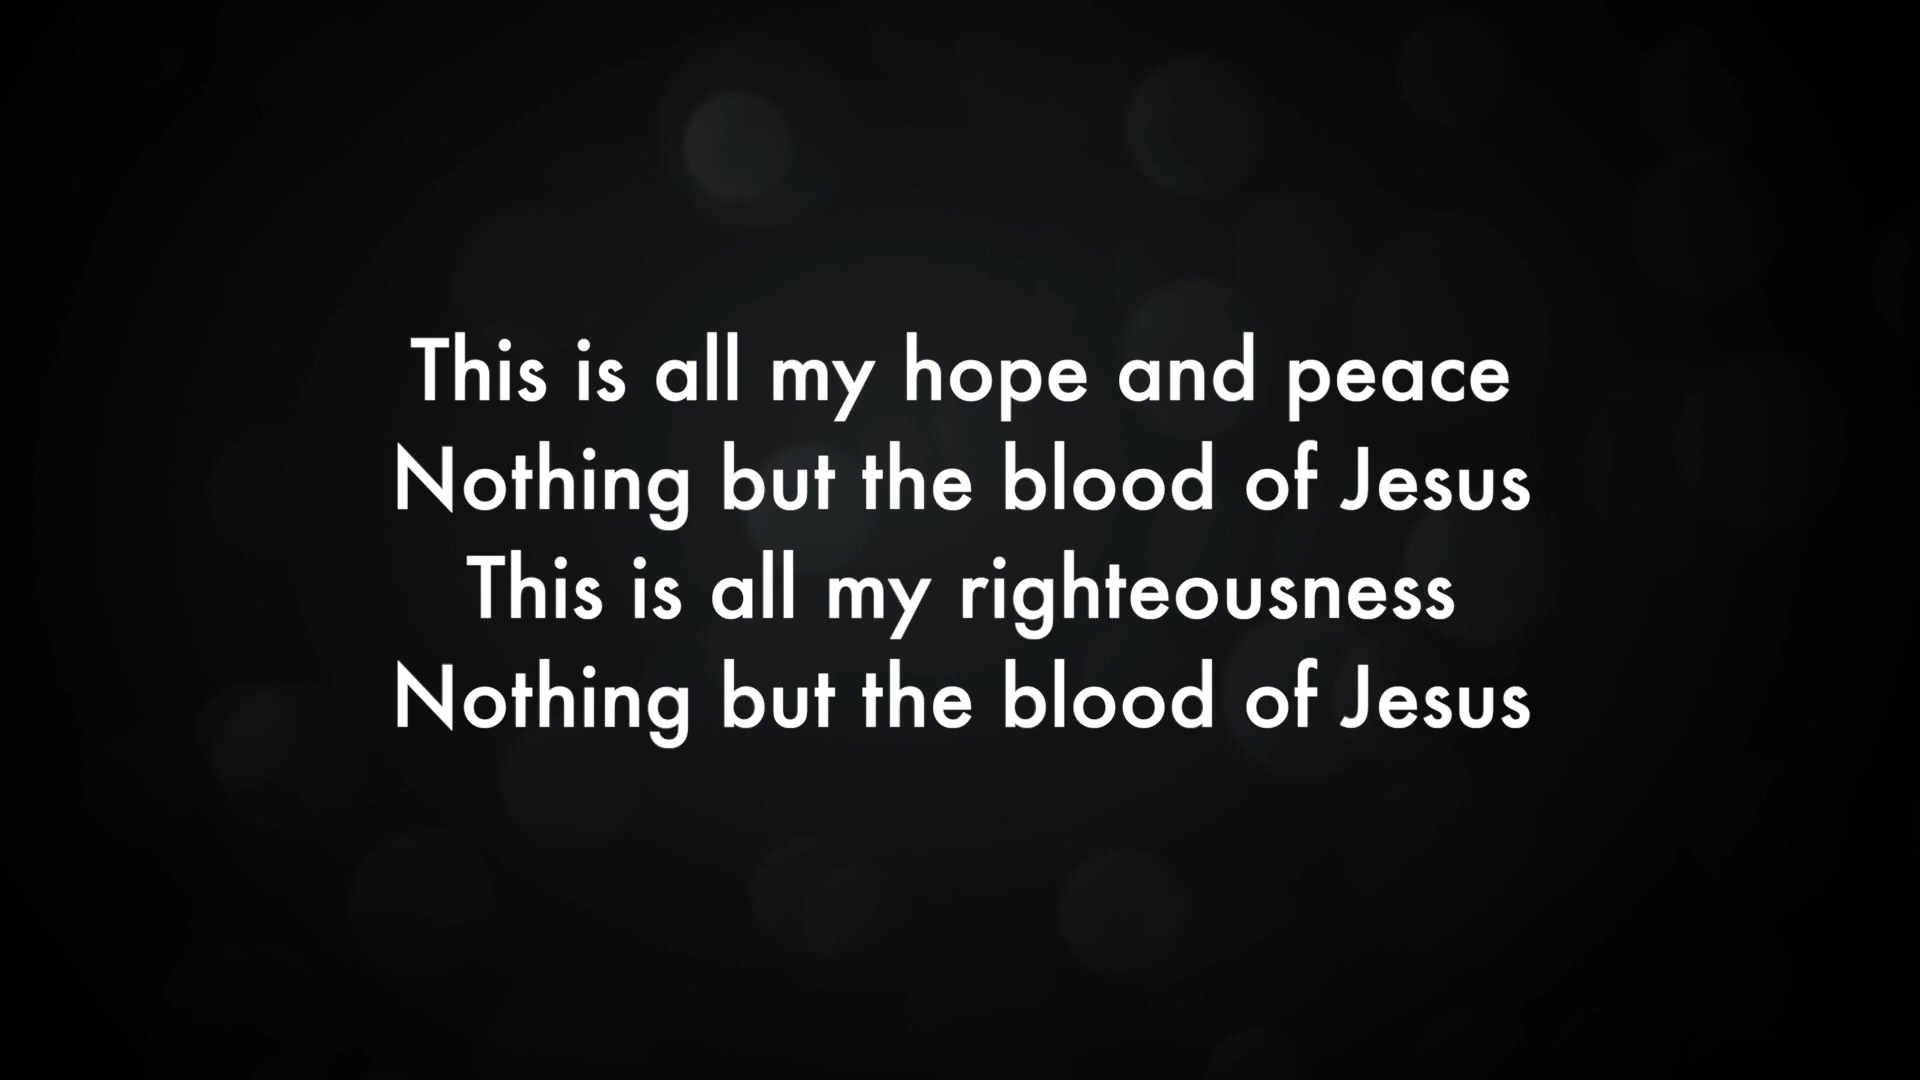 This is all my hope and peace
Nothing but the blood of Jesus
This is all my righteousness
Nothing but the blood of Jesus